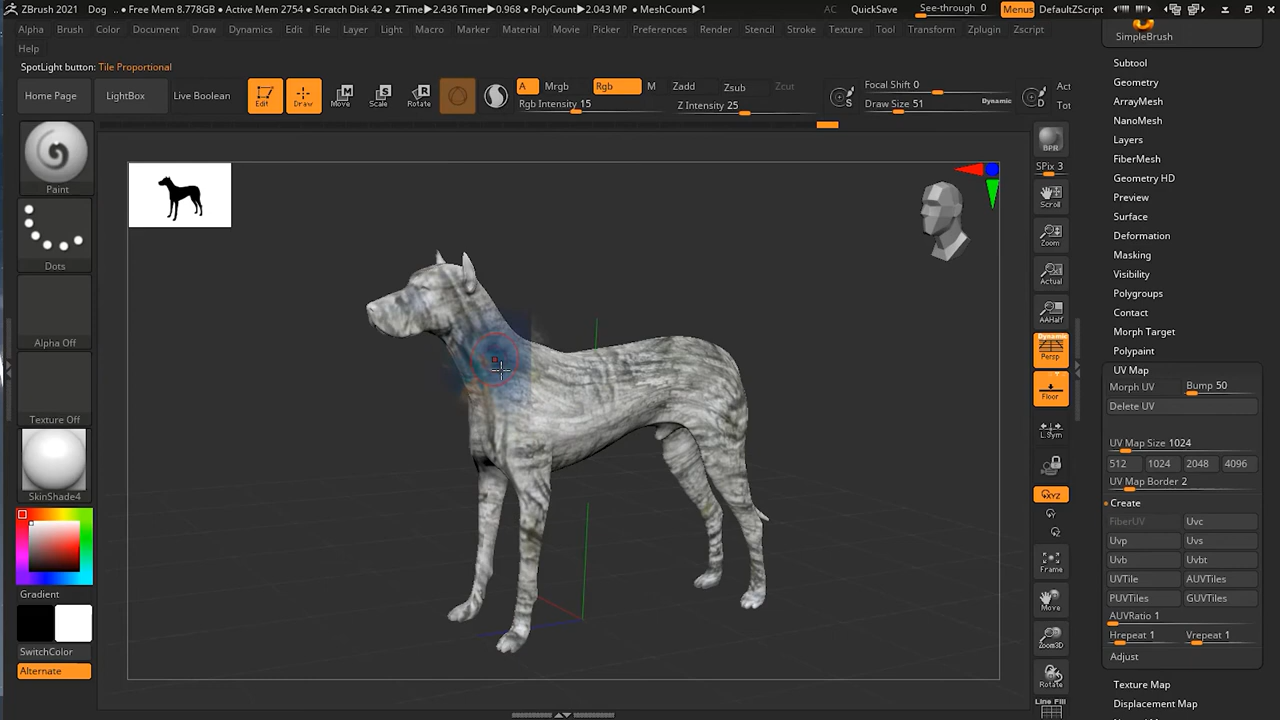 ZBrush 2021 Dog .. ● Free Mem 8.778GB ● Active Mem 2754 ● Scratch Disk 42 ● ZTime▶2.436 Timer▶0.968 ● PolyCount▶2.043 MP ● MeshCount▶1 AC QuickSave See-through 0 Menus DefaultZScript
Alpha Brush Color Document Draw Dynamics Edit File Layer Light Macro Marker Material Movie Picker Preferences Render Stencil Stroke Texture Tool Transform Zplugin Zscript
Help
SpotLight button: Tile Proportional
Home Page LightBox Live Boolean Edit Draw Move Scale Rotate
A Mrgb Rgb M Zadd Zsub Zcut
Rgb Intensity 15 Z Intensity 25
Focal Shift 0
Draw Size 51 Dynamic
S D
Act
Tot
Paint
Dots
Alpha Off
Texture Off
SkinShade4
Gradient
SwitchColor
Alternate
BPR
SPix 3
Scroll
Zoom
Actual
AAHalf
Dynamic
Persp
Floor
L.Sym
XYZ
Y
Z
Frame
Move
Zoom3D
Rotate
Line Fill
SimpleBrush
Subtool
Geometry
ArrayMesh
NanoMesh
Layers
FiberMesh
Geometry HD
Preview
Surface
Deformation
Masking
Visibility
Polygroups
Contact
Morph Target
Polypaint
UV Map
Morph UV Bump 50
Delete UV
UV Map Size 1024
512 1024 2048 4096
UV Map Border 2
Create
FiberUV Uvc
Uvp Uvs
Uvb Uvbt
UVTile AUVTiles
PUVTiles GUVTiles
AUVRatio 1
Hrepeat 1 Vrepeat 1
Adjust
Texture Map
Displacement Map